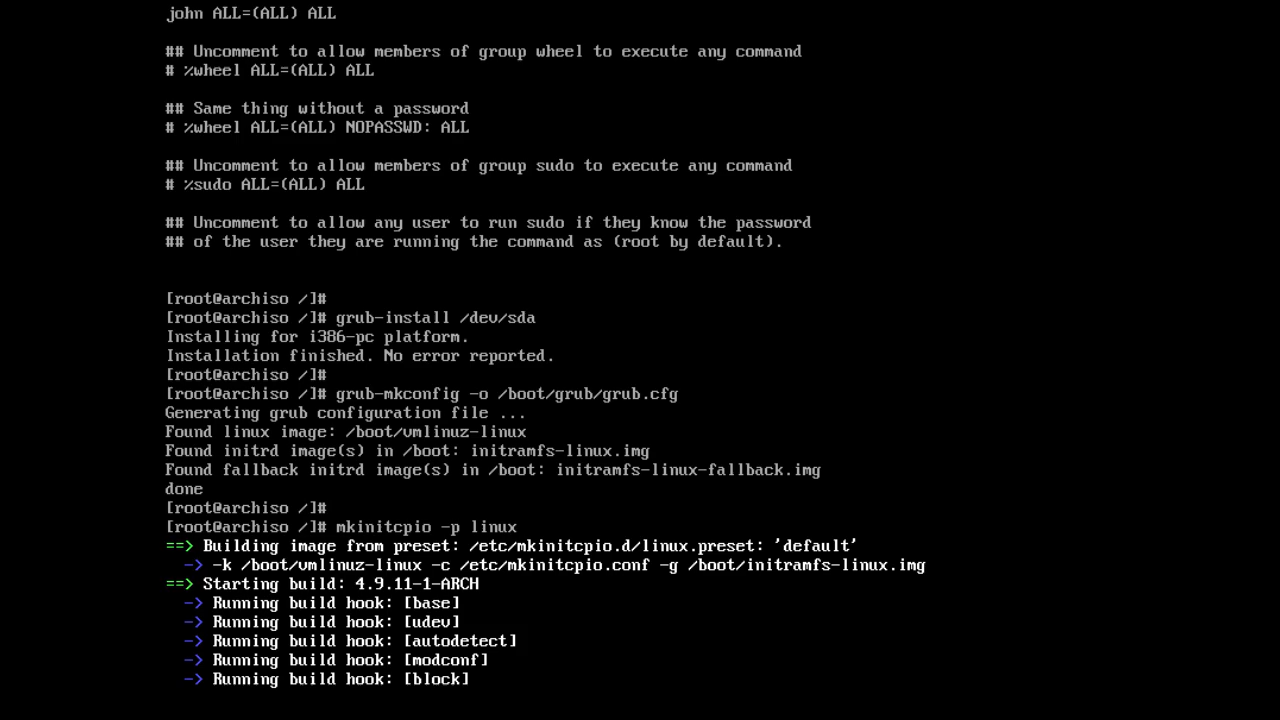 john ALL=(ALL) ALL
## Uncomment to allow members of group wheel to execute any command
# %wheel ALL=(ALL) ALL
## Same thing without a password
# %wheel ALL=(ALL) NOPASSWD: ALL
## Uncomment to allow members of group sudo to execute any command
# %sudo ALL=(ALL) ALL
## Uncomment to allow any user to run sudo if they know the password
## of the user they are running the command as (root by default).
[root@archiso /]#
[root@archiso /]# grub-install /dev/sda
Installing for i386-pc platform.
Installation finished. No error reported.
[root@archiso /]#
[root@archiso /]# grub-mkconfig -o /boot/grub/grub.cfg
Generating grub configuration file ...
Found linux image: /boot/vmlinuz-linux
Found initrd image(s) in /boot: initramfs-linux.img
Found fallback initrd image(s) in /boot: initramfs-linux-fallback.img
done
[root@archiso /]#
[root@archiso /]# mkinitcpio -p linux
==> Building image from preset: /etc/mkinitcpio.d/linux.preset: 'default'
-> -k /boot/vmlinuz-linux -c /etc/mkinitcpio.conf -g /boot/initramfs-linux.img
==> Starting build: 4.9.11-1-ARCH
-> Running build hook: [base]
-> Running build hook: [udev]
-> Running build hook: [autodetect]
-> Running build hook: [modconf]
-> Running build hook: [block]